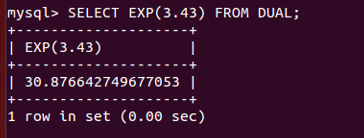 mysql> SELECT EXP(3.43) FROM DUAL;
+--------------------+
| EXP(3.43)          |
+--------------------+
| 30.876642749677053 |
+--------------------+
1 row in set (0.00 sec)